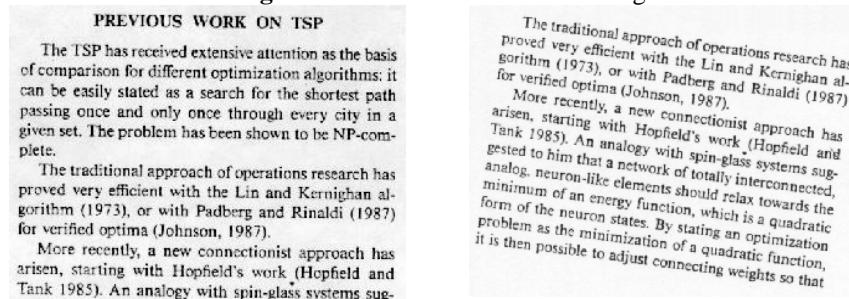 PREVIOUS WORK ON TSP
The TSP has received extensive attention as the basis
of comparison for different optimization algorithms: it
can be easily stated as a search for the shortest path
passing once and only once through every city in a
given set. The problem has been shown to be NP-com-
plete.
The traditional approach of operations research has
proved very efficient with the Lin and Kernighan al-
gorithm (1973), or with Padberg and Rinaldi (1987)
for verified optima (Johnson, 1987).
More recently, a new connectionist approach has
arisen, starting with Hopfield's work (Hopfield and
Tank 1985). An analogy with spin-glass systems sug-
The traditional approach of operations research has
proved very efficient with the Lin and Kernighan al-
gorithm (1973), or with Padberg and Rinaldi (1987)
for verified optima (Johnson, 1987).
More recently, a new connectionist approach has
arisen, starting with Hopfield's work (Hopfield and
Tank 1985). An analogy with spin-glass systems sug-
gested to him that a network of totally interconnected,
analog, neuron-like elements should relax towards the
minimum of an energy function, which is a quadratic
form of the neuron states. By stating an optimization
problem as the minimization of a quadratic function,
it is then possible to adjust connecting weights so that